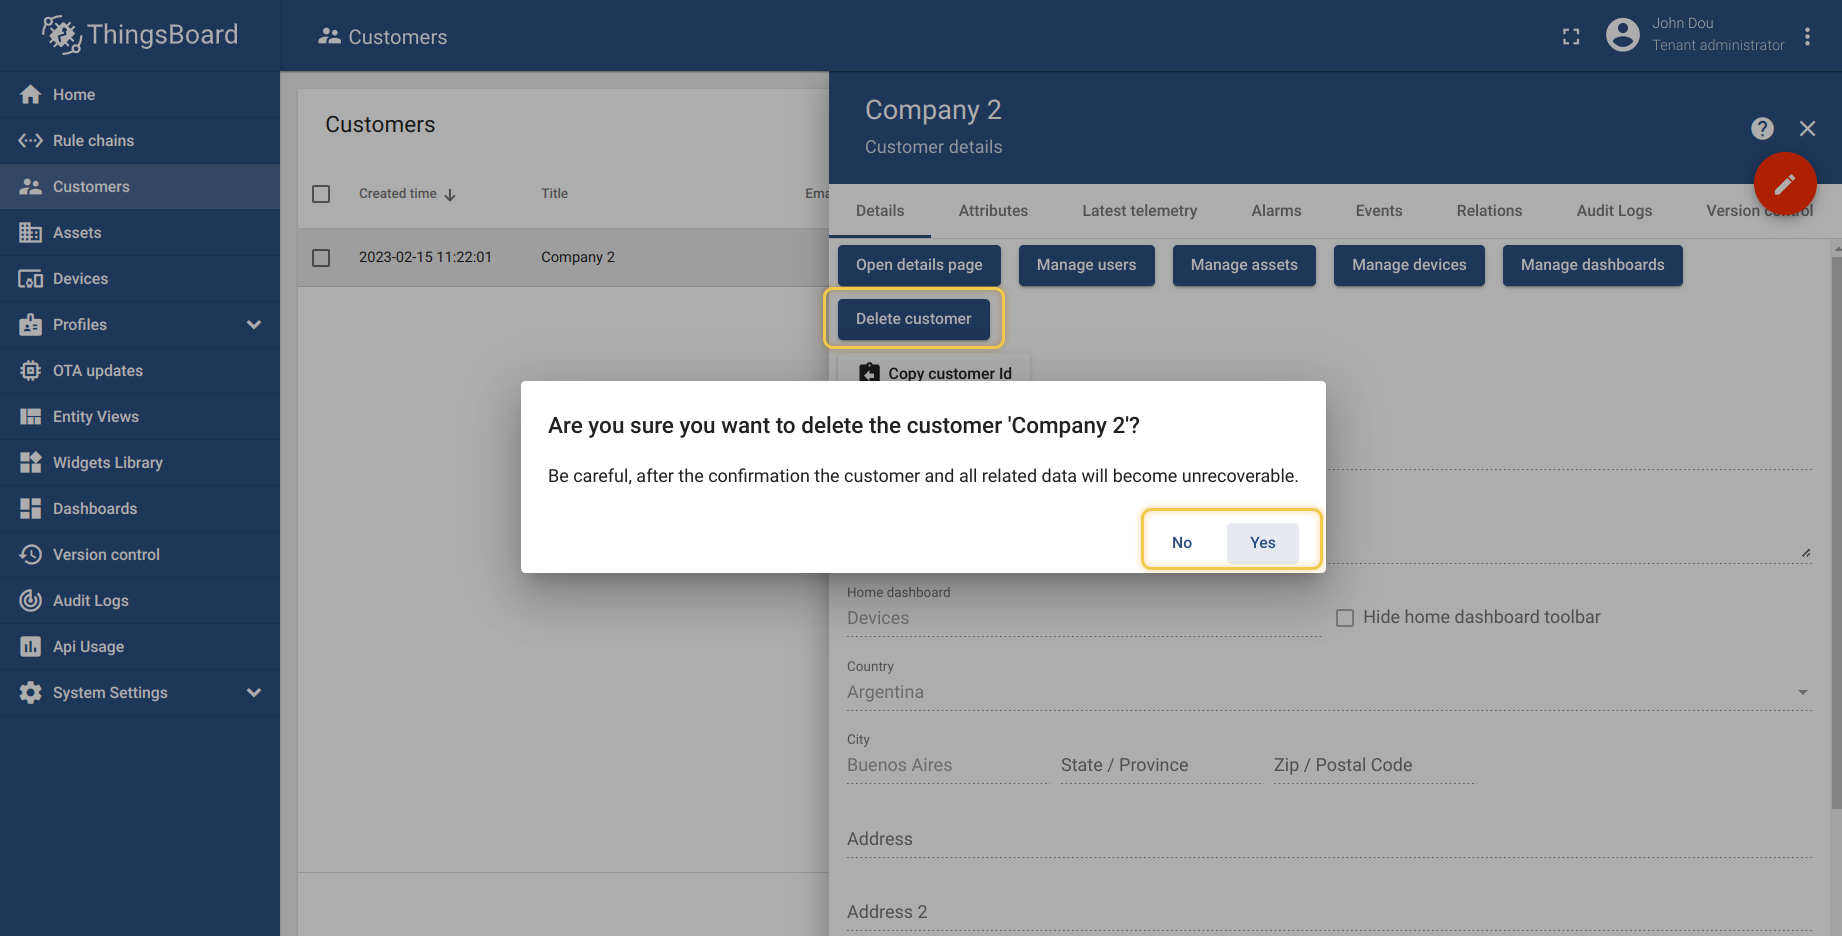 ThingsBoard
Customers
John Dou
Tenant administrator
Home
Rule chains
Customers
Assets
Devices
Profiles
OTA updates
Entity Views
Widgets Library
Dashboards
Version control
Audit Logs
Api Usage
System Settings
Customers
Created time
Title
Ema
2023-02-15 11:22:01
Company 2
Company 2
Customer details
Details
Attributes
Latest telemetry
Alarms
Events
Relations
Audit Logs
Version control
Open details page
Manage users
Manage assets
Manage devices
Manage dashboards
Delete customer
Copy customer Id
Are you sure you want to delete the customer 'Company 2'?
Be careful, after the confirmation the customer and all related data will become unrecoverable.
No
Yes
Home dashboard
Devices
Hide home dashboard toolbar
Country
Argentina
City
Buenos Aires
State / Province
Zip / Postal Code
Address
Address 2